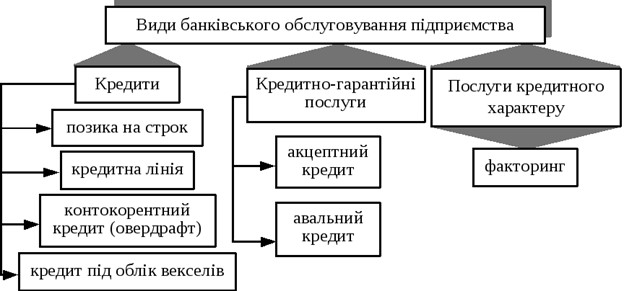 Види банківського обслуговування підприємства
Кредити
позика на строк
кредитна лінія
контокорентний
кредит (овердрафт)
кредит під облік векселів
Кредитно-гарантійні
послуги
акцептний
кредит
авальний
кредит
Послуги кредитного
характеру
факторинг